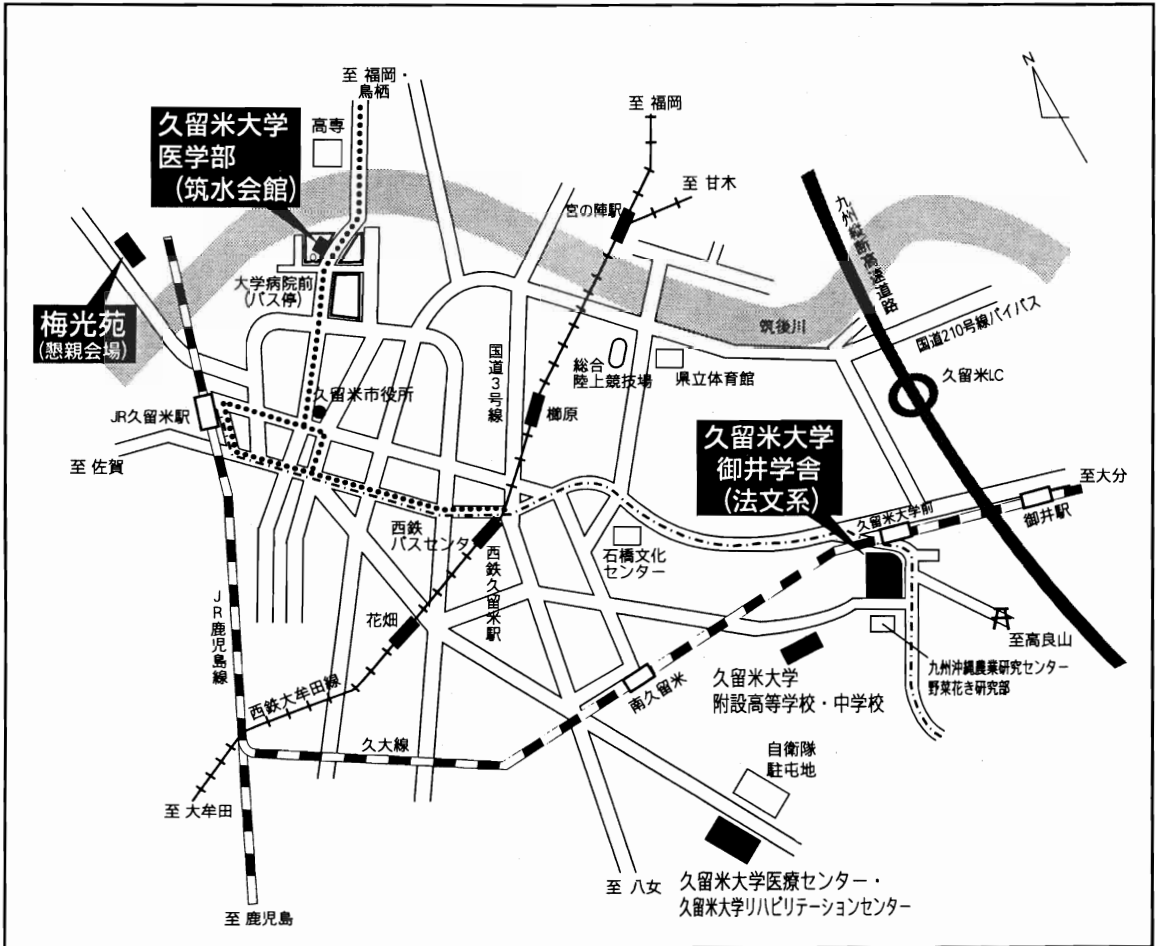 至 福岡・
鳥栖
高専
久留米大学
医学部
(筑水会館)
至 福岡
至 甘木
宮の陣駅
N
九州縦断高速道路
大学病院前
(バス停)
梅光苑
(懇親会場)
国道3号線
筑後川
国道210号線バイパス
総合
陸上競技場
県立体育館
久留米LC
久留米市役所
JR久留米駅
櫛原
至 佐賀
久留米大学
御井学舎
(法文系)
至大分
久留米大学前
御井駅
西鉄
バスセンター
石橋文化
センター
西鉄久留米駅
JR鹿児島線
花畑
至高良山
九州沖縄農業研究センター
野菜花き研究部
久留米大学
附設高等学校・中学校
南久留米
西鉄大牟田線
久大線
自衛隊
駐屯地
至 大牟田
至 八女
久留米大学医療センター・
久留米大学リハビリテーションセンター
至 鹿児島